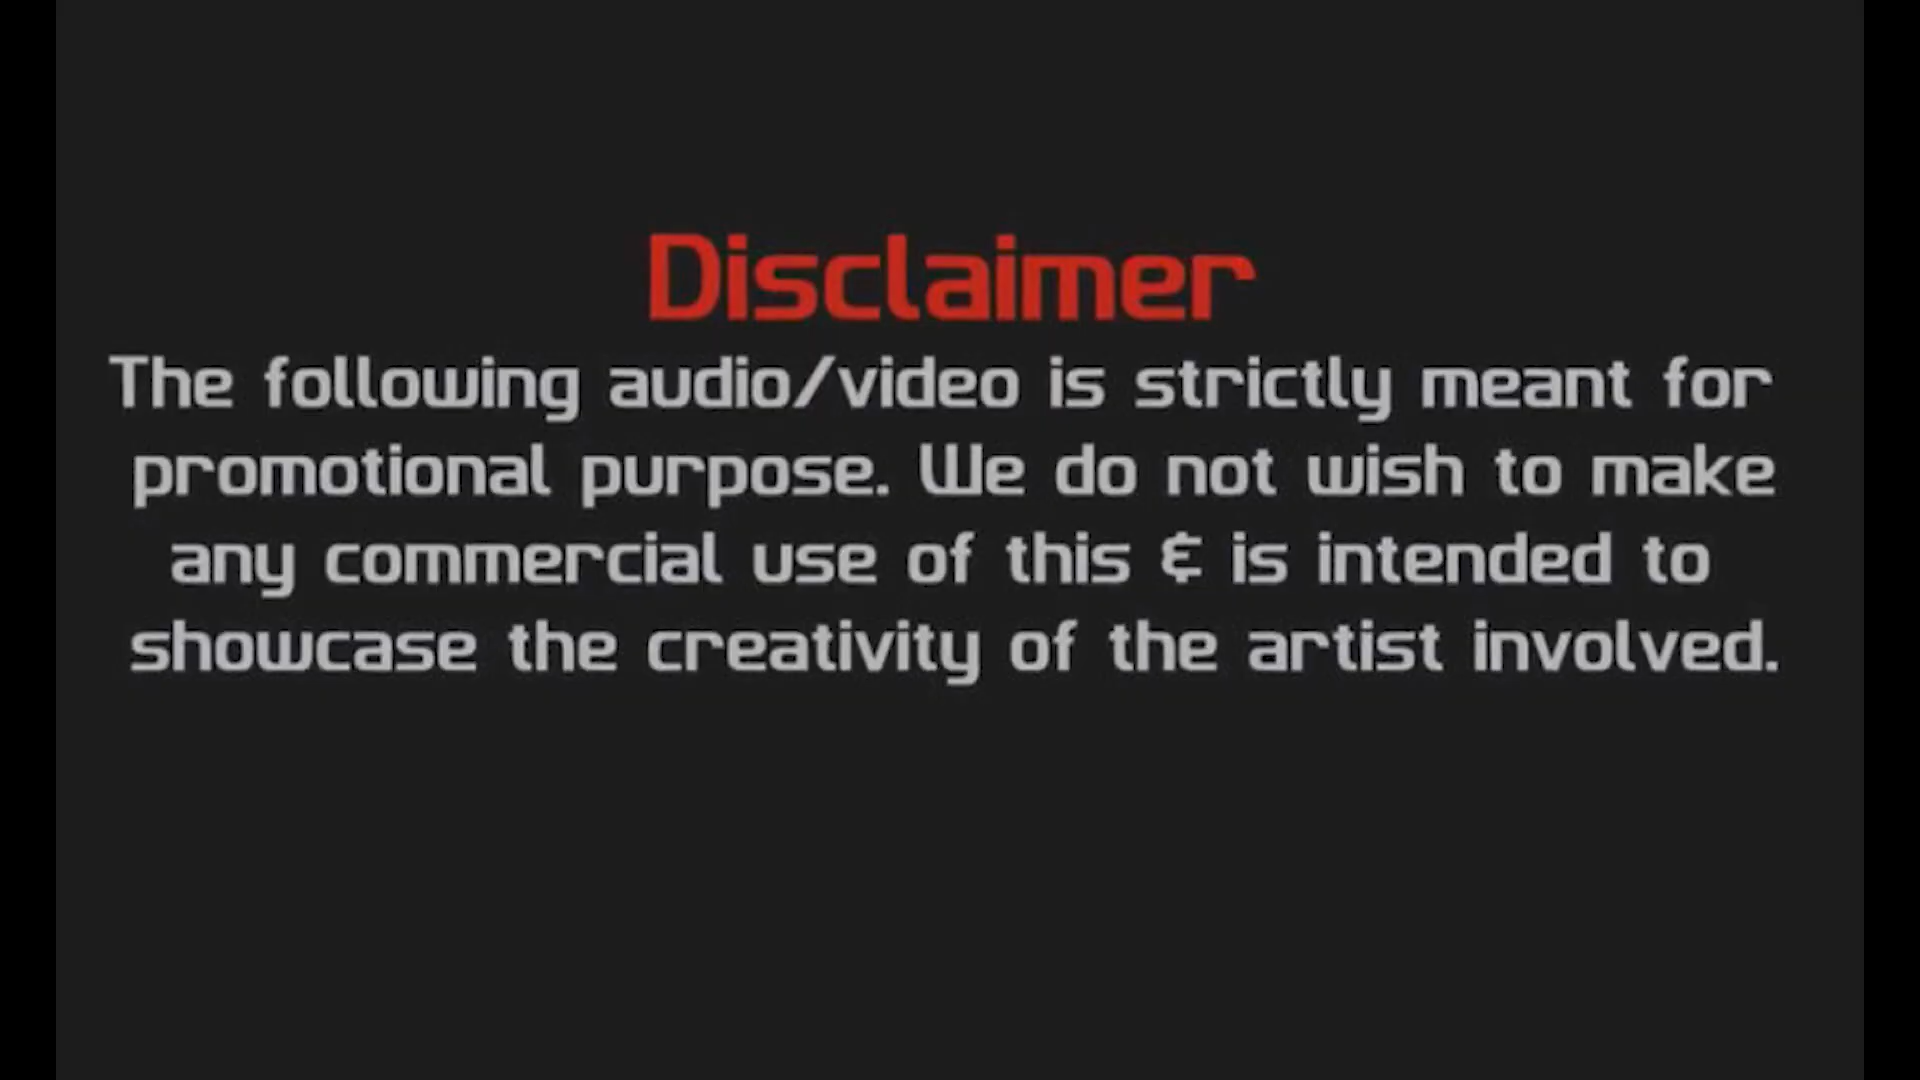 Disclaimer
The following audio/video is strictly meant for
promotional purpose. We do not wish to make
any commercial use of this & is intended to
showcase the creativity of the artist involved.